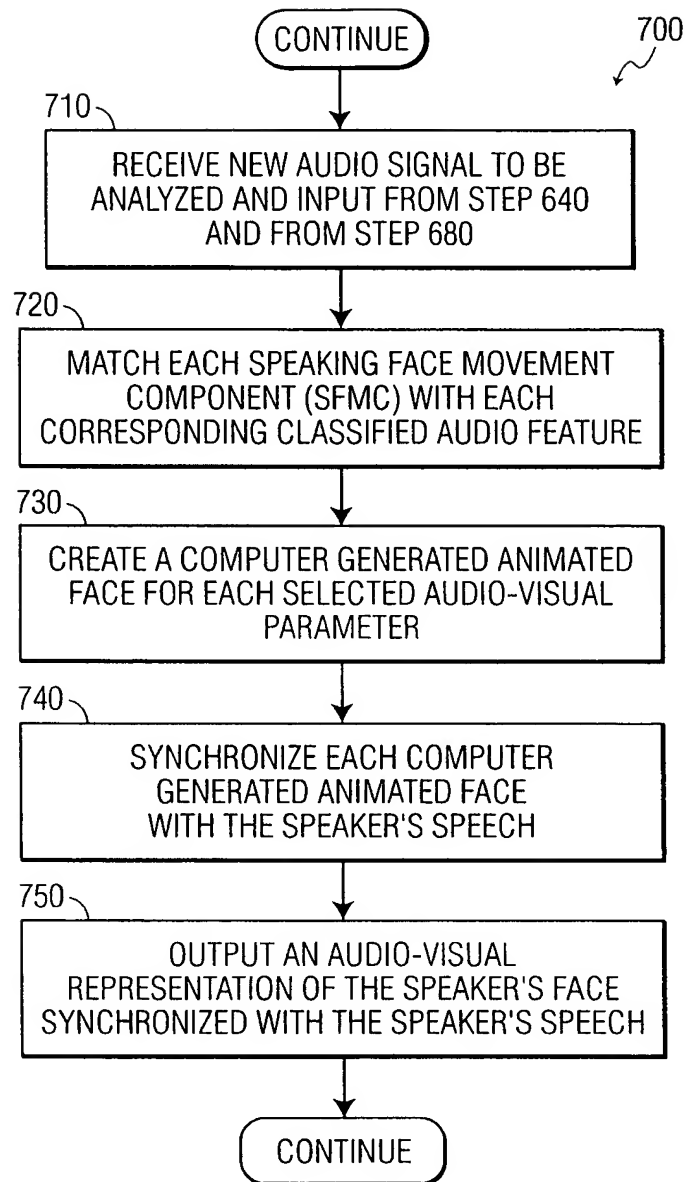 CONTINUE
700
710
RECEIVE NEW AUDIO SIGNAL TO BE
ANALYZED AND INPUT FROM STEP 640
AND FROM STEP 680
720
MATCH EACH SPEAKING FACE MOVEMENT
COMPONENT (SFMC) WITH EACH
CORRESPONDING CLASSIFIED AUDIO FEATURE
730
CREATE A COMPUTER GENERATED ANIMATED
FACE FOR EACH SELECTED AUDIO-VISUAL
PARAMETER
740
SYNCHRONIZE EACH COMPUTER
GENERATED ANIMATED FACE
WITH THE SPEAKER'S SPEECH
750
OUTPUT AN AUDIO-VISUAL
REPRESENTATION OF THE SPEAKER'S FACE
SYNCHRONIZED WITH THE SPEAKER'S SPEECH
CONTINUE